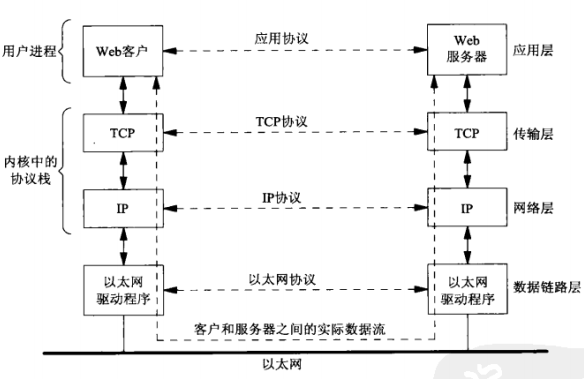 用户进程
Web客户
应用协议
Web
服务器
应用层
TCP
TCP协议
TCP
传输层
内核中的
协议栈
IP
IP协议
IP
网络层
以太网
驱动程序
以太网协议
以太网
驱动程序
数据链路层
客户和服务器之间的实际数据流
以太网